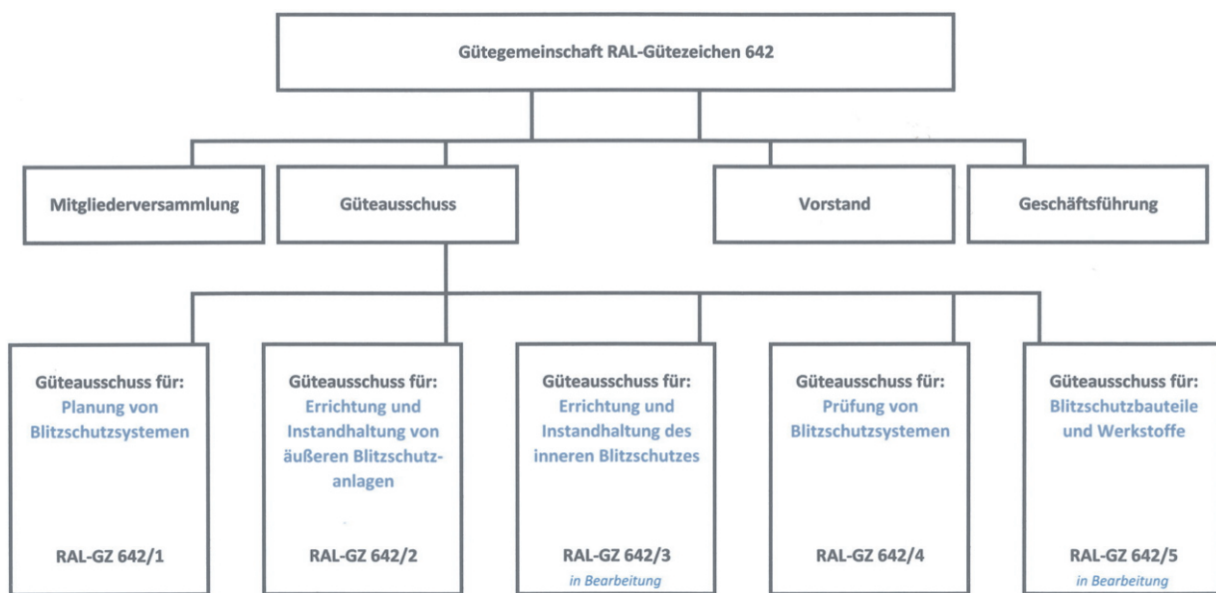 Gütegemeinschaft RAL-Gütezeichen 642
Mitgliederversammlung
Güteausschuss
Vorstand
Geschäftsführung
Güteausschuss für:
Planung von
Blitzschutzsystemen
RAL-GZ 642/1
Güteausschuss für:
Errichtung und
Instandhaltung von
äußeren Blitzschutz-
anlagen
RAL-GZ 642/2
Güteausschuss für:
Errichtung und
Instandhaltung des
inneren Blitzschutzes
RAL-GZ 642/3
in Bearbeitung
Güteausschuss für:
Prüfung von
Blitzschutzsystemen
RAL-GZ 642/4
Güteausschuss für:
Blitzschutzbauteile
und Werkstoffe
RAL-GZ 642/5
in Bearbeitung